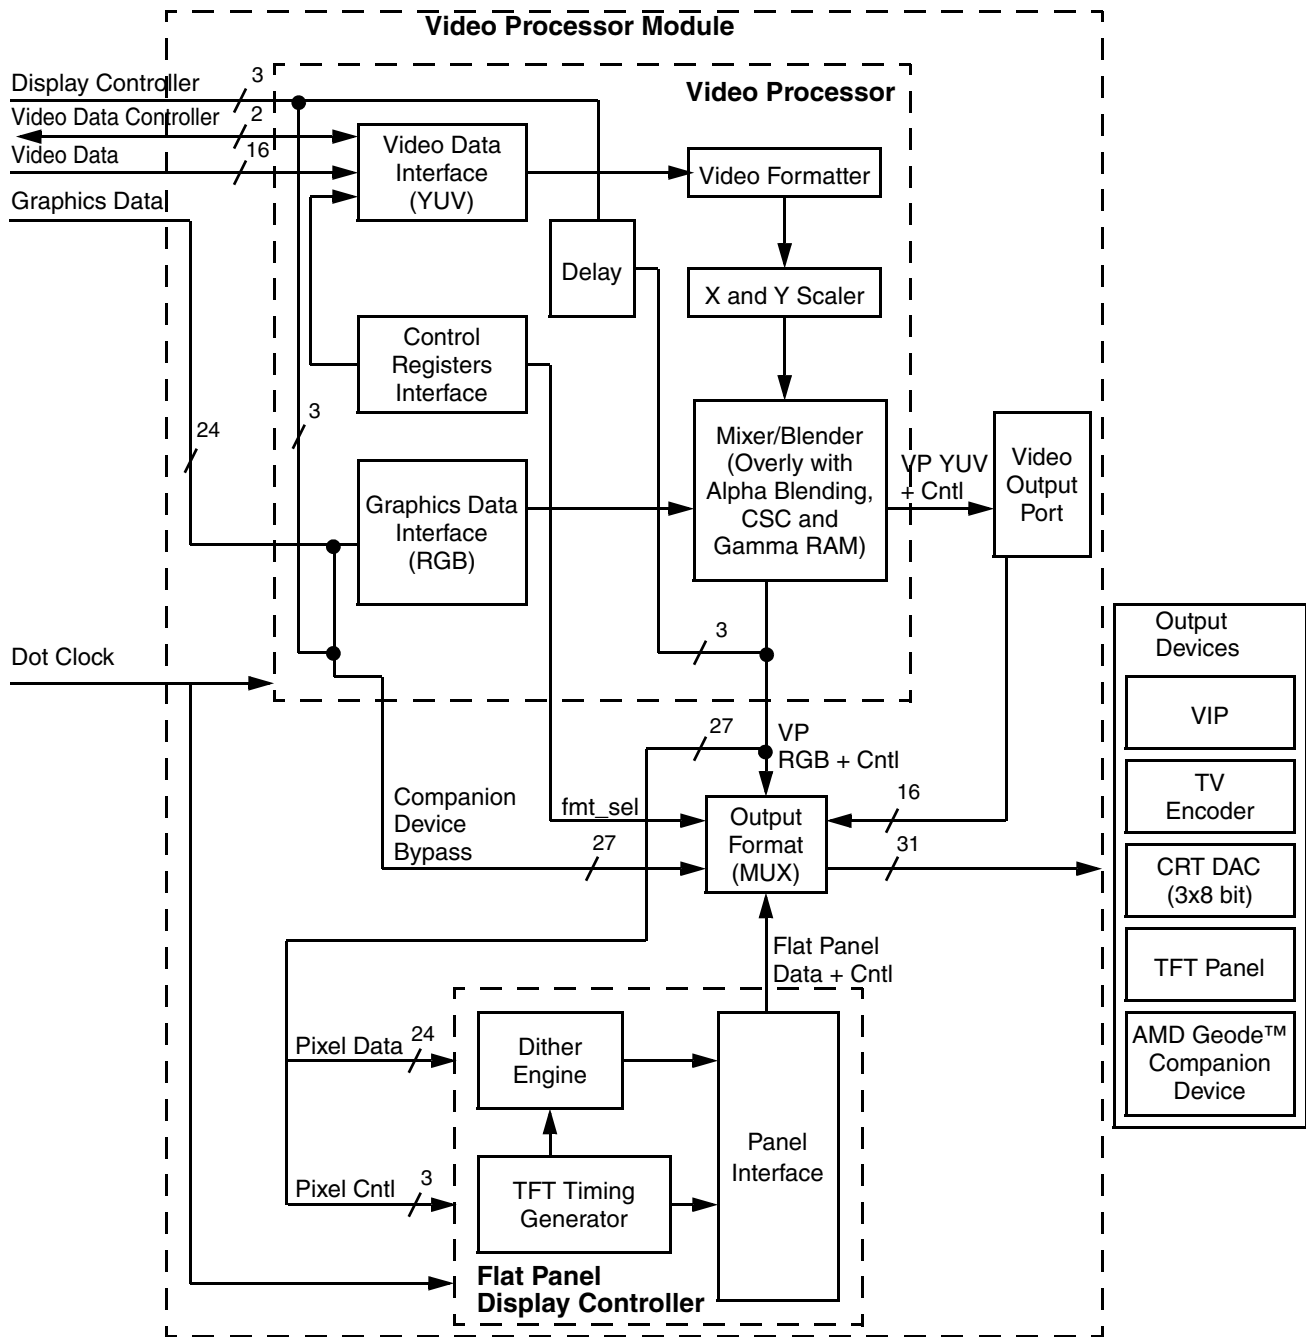 Video Processor Module
Display Controller
3
Video Data Controller
2
Video Data
16
Graphics Data
Video Processor
Video Data
Interface
(YUV)
Video Formatter
Delay
X and Y Scaler
Control
Registers
Interface
24
3
Graphics Data
Interface
(RGB)
Mixer/Blender
(Overly with
Alpha Blending,
CSC and
Gamma RAM)
VP YUV
+ Cntl
Video
Output
Port
3
Dot Clock
27
VP
RGB + Cntl
Companion
Device
Bypass
fmt_sel
27
Output
Format
(MUX)
16
31
Output
Devices
VIP
TV
Encoder
CRT DAC
(3x8 bit)
TFT Panel
AMD Geode™
Companion
Device
Flat Panel
Data + Cntl
Pixel Data
24
Dither
Engine
Panel
Interface
Pixel Cntl
3
TFT Timing
Generator
Flat Panel
Display Controller